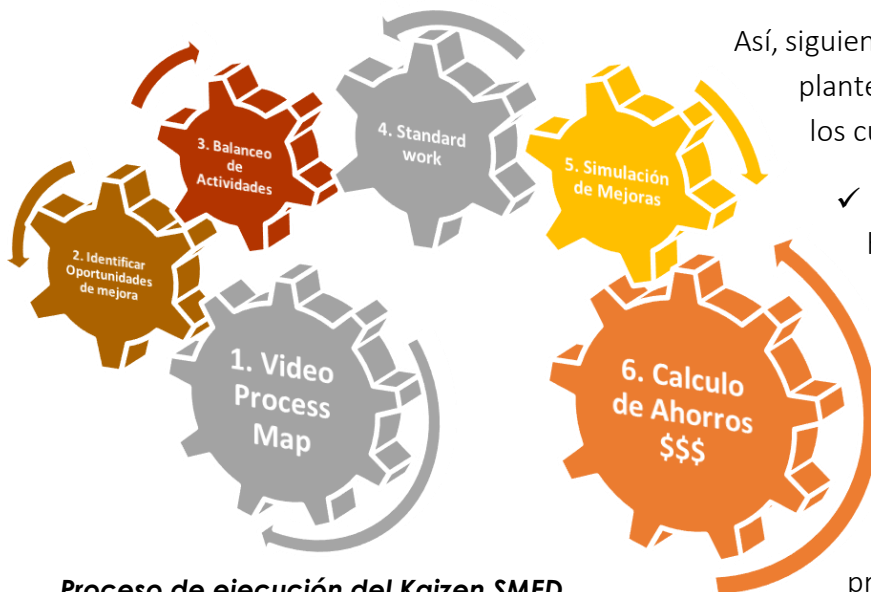 Así, siguien
plante
los cu
✓
1. Video
Process
Map
2. Identificar
Oportunidades
de mejora
3. Balanceo
de
Actividades
4. Standard
work
5. Simulación
de Mejoras
6. Calculo
de Ahorros
$$$
Proceso de ejecución del Kaizen SMED
pr